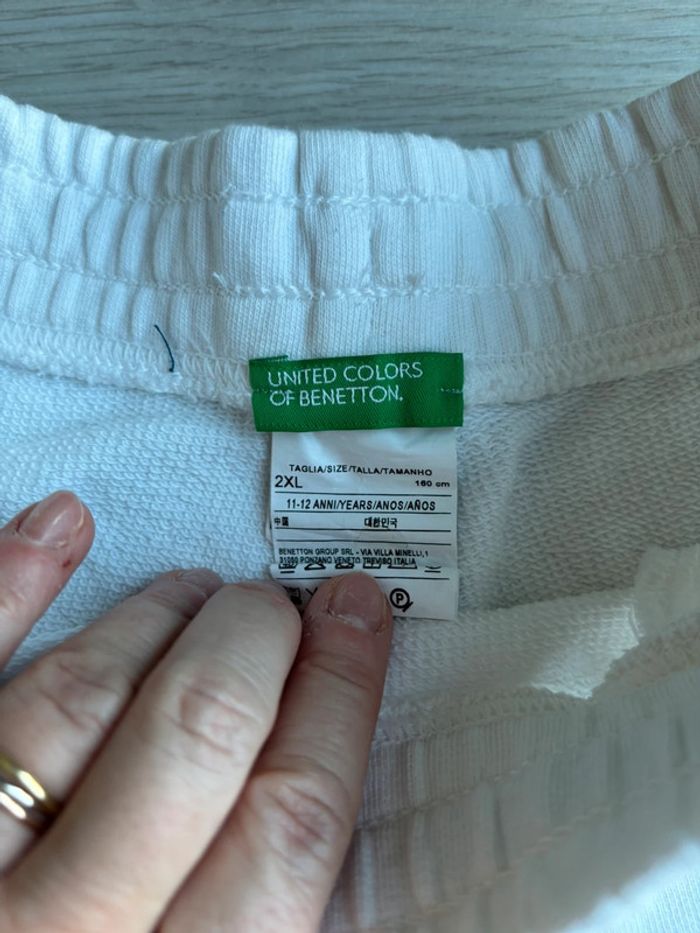 UNITED COLORS
OF BENETTON.
TAGLIA/SIZE/TALLA/TAMANHO
2XL 160 cm
11-12 ANNI/YEARS/ANOS/AÑOS
中国 대한민국
BENETTON GROUP SRL - VIA VILLA MINELLI,1
31050 PONZANO VENETO TREVISO ITALIA
P